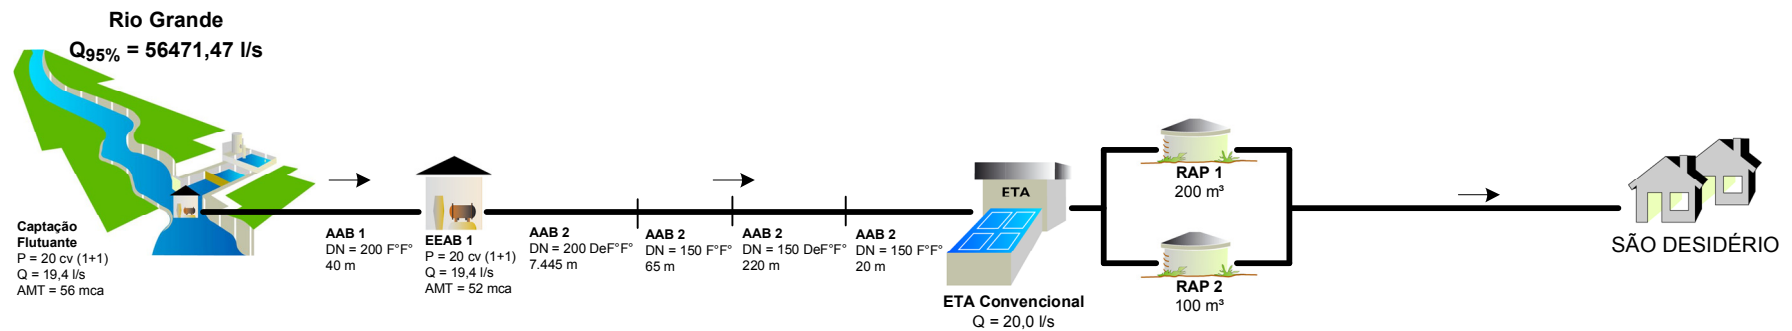 Rio Grande
Q95% = 56471,47 l/s
Captação
Flutuante
P = 20 cv (1+1)
Q = 19,4 l/s
AMT = 56 mca
AAB 1
DN = 200 F°F°
40 m
EEAB 1
P = 20 cv (1+1)
Q = 19,4 l/s
AMT = 52 mca
AAB 2
DN = 200 DeF°F°
7.445 m
AAB 2
DN = 150 F°F°
65 m
AAB 2
DN = 150 DeF°F°
220 m
AAB 2
DN = 150 F°F°
20 m
ETA
ETA Convencional
Q = 20,0 l/s
RAP 1
200 m³
RAP 2
100 m³
SÃO DESIDÉRIO